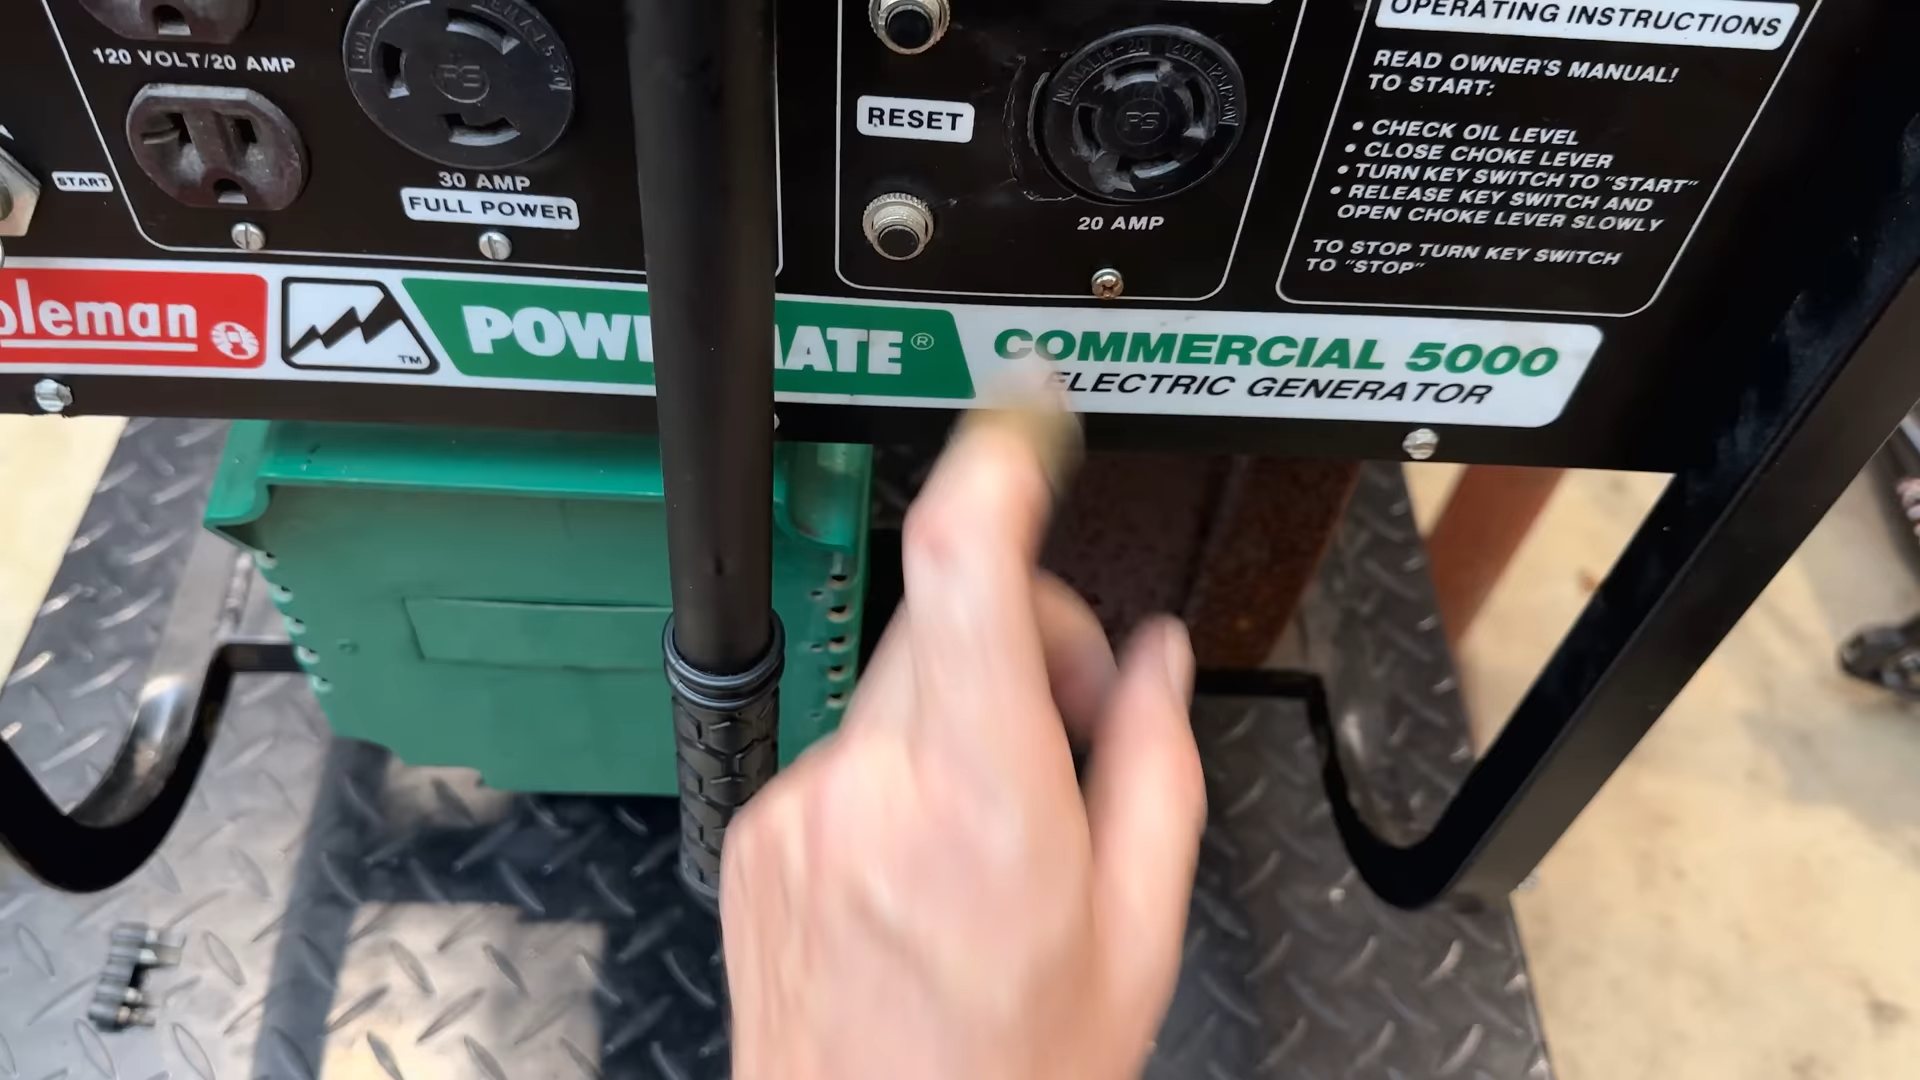 120 VOLT/20 AMP
START
30 AMP
FULL POWER
RESET
20 AMP
OPERATING INSTRUCTIONS
READ OWNER'S MANUAL!
TO START:
• CHECK OIL LEVEL
• CLOSE CHOKE LEVER
• TURN KEY SWITCH TO "START"
• RELEASE KEY SWITCH AND
OPEN CHOKE LEVER SLOWLY
TO STOP TURN KEY SWITCH
TO "STOP"
oleman
TM
POW MATE®
COMMERCIAL 5000
ELECTRIC GENERATOR